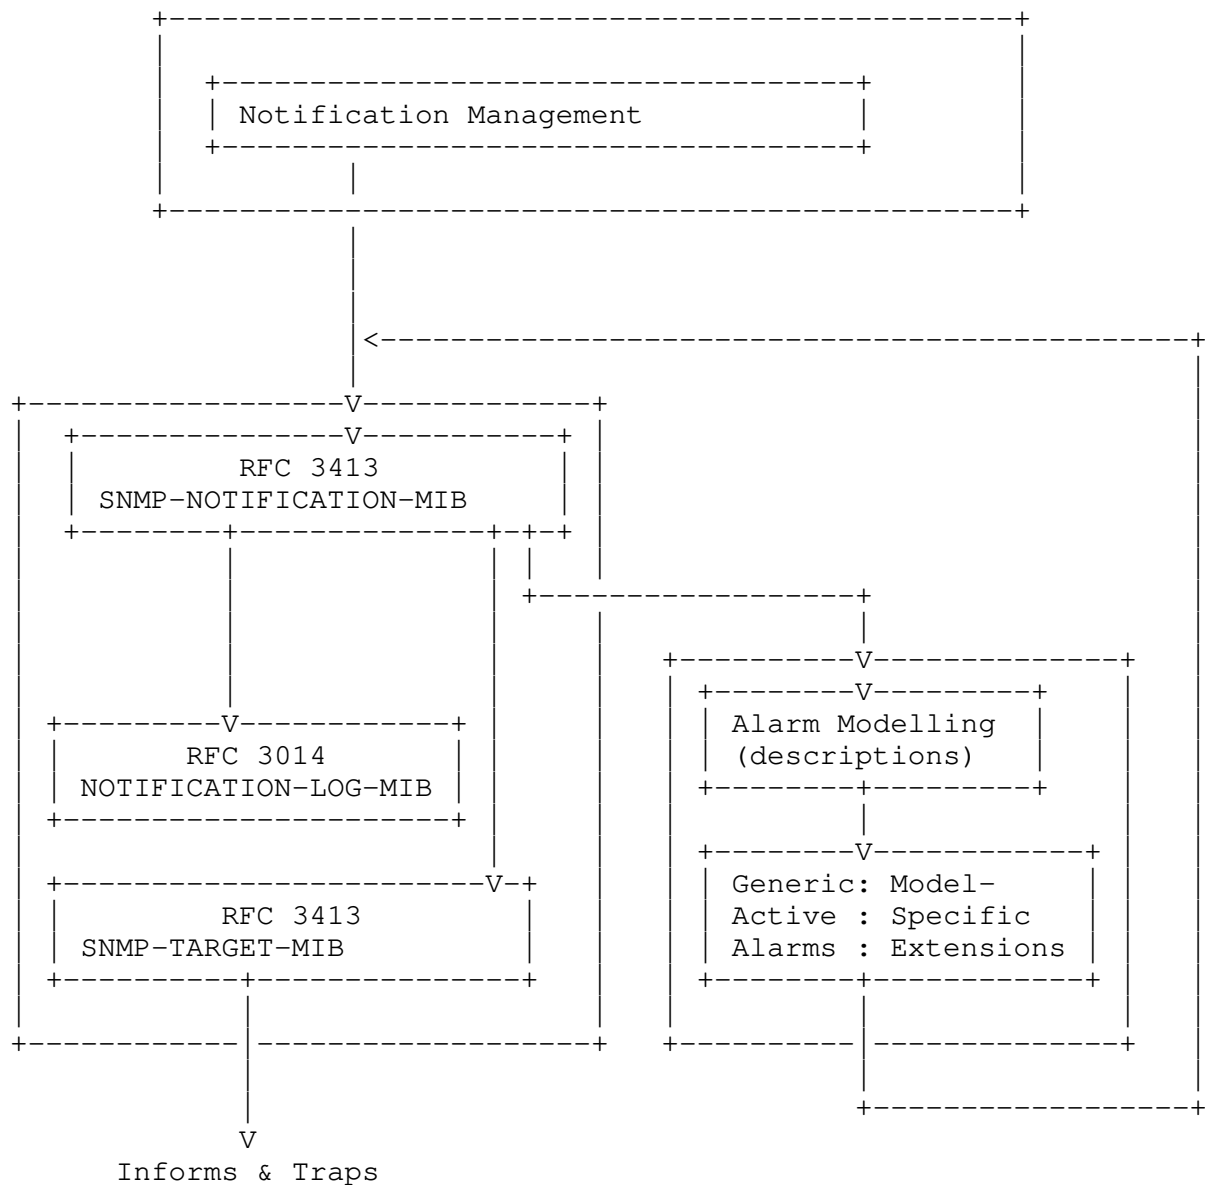 Notification Management
RFC 3413
SNMP-NOTIFICATION-MIB
RFC 3014
NOTIFICATION-LOG-MIB
RFC 3413
SNMP-TARGET-MIB
Informs & Traps
Alarm Modelling
(descriptions)
Generic: Model-
Active : Specific
Alarms : Extensions